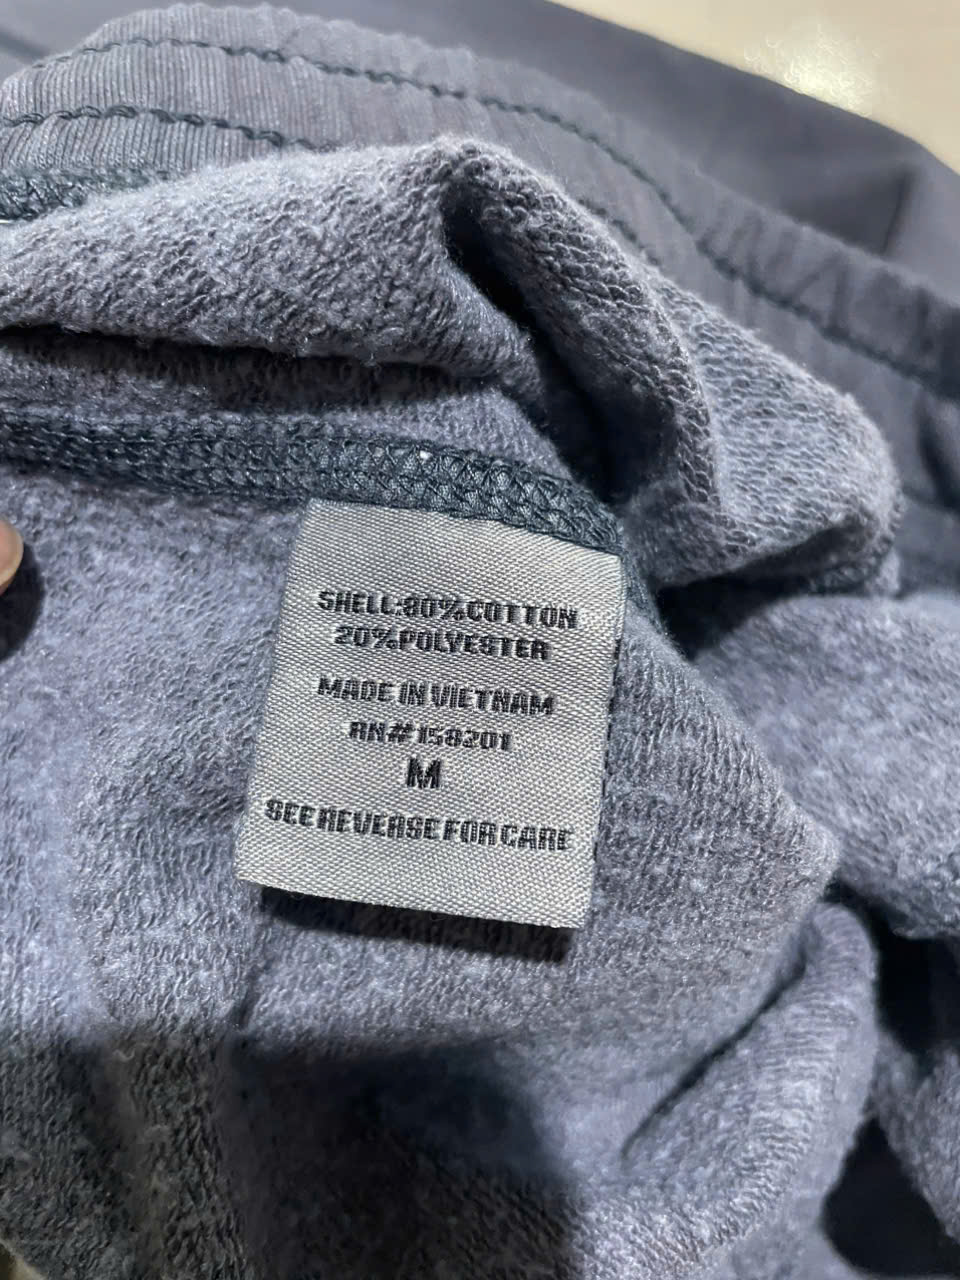 SHELL:80%COTTON
20%POLYESTER
MADE IN VIETNAM
RN#158201
M
SEE REVERSE FOR CARE